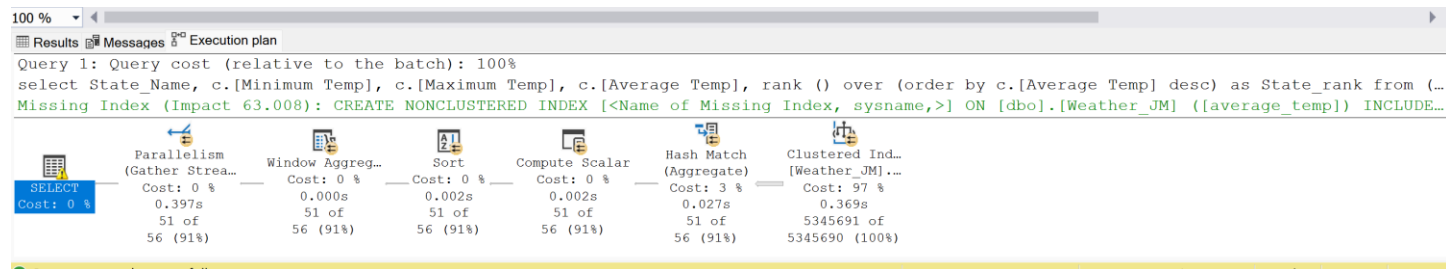 100 %
Results Messages Execution plan
Query 1: Query cost (relative to the batch): 100%
select State_Name, c.[Minimum Temp], c.[Maximum Temp], c.[Average Temp], rank () over (order by c.[Average Temp] desc) as State_rank from (…
Missing Index (Impact 63.008): CREATE NONCLUSTERED INDEX [<Name of Missing Index, sysname,>] ON [dbo].[Weather_JM] ([average_temp]) INCLUDE…
SELECT
Cost: 0 %
Parallelism
(Gather Strea…
Cost: 0 %
0.397s
51 of
56 (91%)
Window Aggreg…
Cost: 0 %
0.000s
51 of
56 (91%)
Sort
Cost: 0 %
0.002s
51 of
56 (91%)
Compute Scalar
Cost: 0 %
0.002s
51 of
56 (91%)
Hash Match
(Aggregate)
Cost: 3 %
0.027s
51 of
56 (91%)
Clustered Ind…
[Weather_JM].…
Cost: 97 %
0.369s
5345691 of
5345690 (100%)